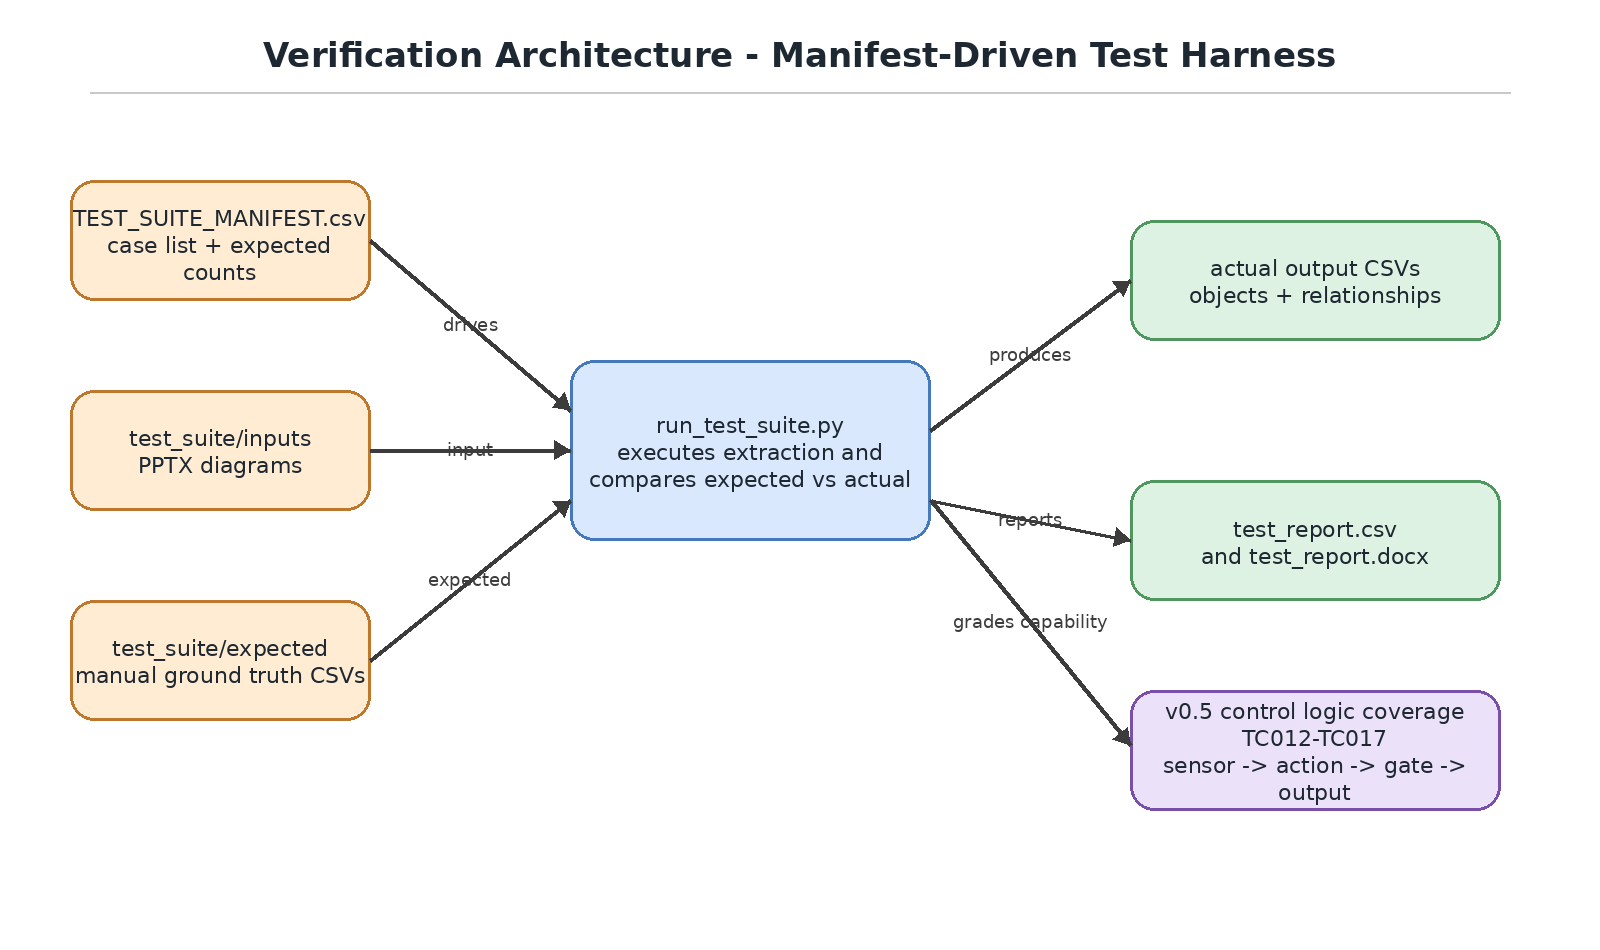 Verification Architecture - Manifest-Driven Test Harness
TEST_SUITE_MANIFEST.csv
case list + expected
counts
drives
test_suite/inputs
PPTX diagrams
input
test_suite/expected
manual ground truth CSVs
expected
run_test_suite.py
executes extraction and
compares expected vs actual
produces
actual output CSVs
objects + relationships
reports
test_report.csv
and test_report.docx
grades capability
v0.5 control logic coverage
TC012-TC017
sensor -> action -> gate ->
output